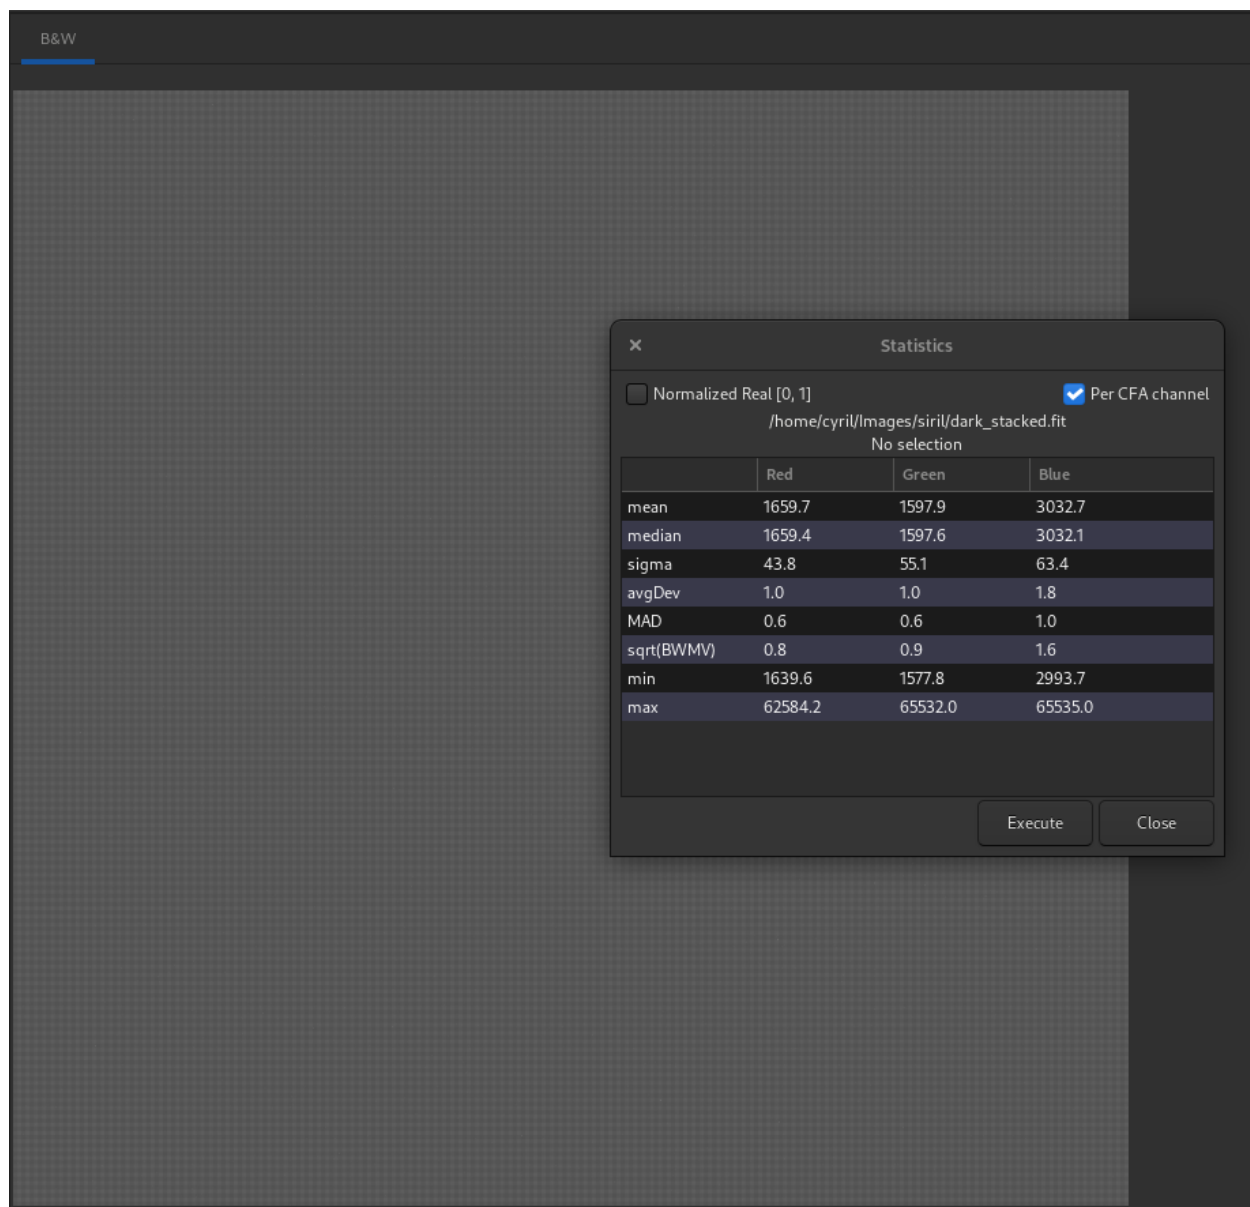 B&W
Statistics
Normalized Real [0, 1] Per CFA channel
/home/cyril/Images/siril/dark_stacked.fit
No selection
Red Green Blue
mean 1659.7 1597.9 3032.7
median 1659.4 1597.6 3032.1
sigma 43.8 55.1 63.4
avgDev 1.0 1.0 1.8
MAD 0.6 0.6 1.0
sqrt(BWMV) 0.8 0.9 1.6
min 1639.6 1577.8 2993.7
max 62584.2 65532.0 65535.0
Execute Close